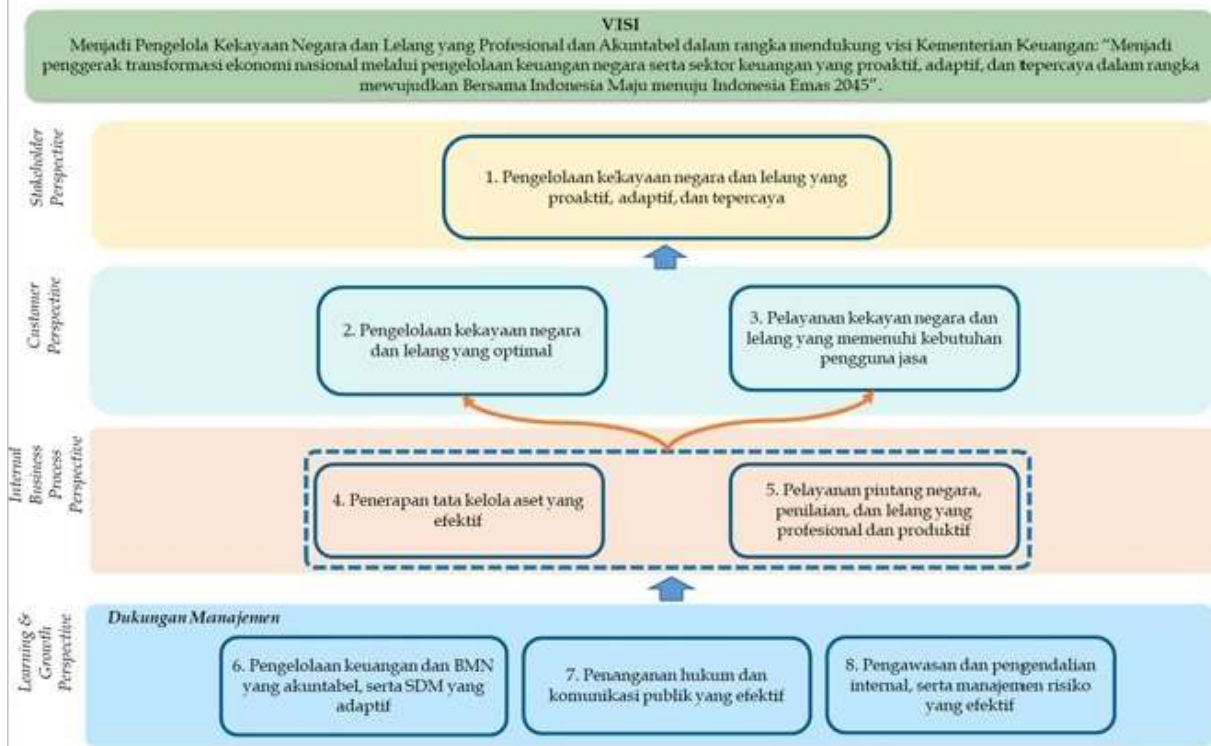 VISI
Menjadi Pengelola Kekayaan Negara dan Lelang yang Profesional dan Akuntabel dalam rangka mendukung visi Kementerian Keuangan: “Menjadi
penggerak transformasi ekonomi nasional melalui pengelolaan keuangan negara serta sektor keuangan yang proaktif, adaptif, dan tepercaya dalam rangka
mewujudkan Bersama Indonesia Maju menuju Indonesia Emas 2045”.
Stakeholder
Perspective
1. Pengelolaan kekayaan negara dan lelang yang
proaktif, adaptif, dan tepercaya
Customer
Perspective
2. Pengelolaan kekayaan negara
dan lelang yang optimal
3. Pelayanan kekayan negara dan
lelang yang memenuhi kebutuhan
pengguna jasa
Internal
Business
Process
Perspective
4. Penerapan tata kelola aset yang
efektif
5. Pelayanan piutang negara,
penilaian, dan lelang yang
profesional dan produktif
Learning &
Growth
Perspective
Dukungan Manajemen
6. Pengelolaan keuangan dan BMN
yang akuntabel, serta SDM yang
adaptif
7. Penanganan hukum dan
komunikasi publik yang efektif
8. Pengawasan dan pengendalian
internal, serta manajemen risiko
yang efektif